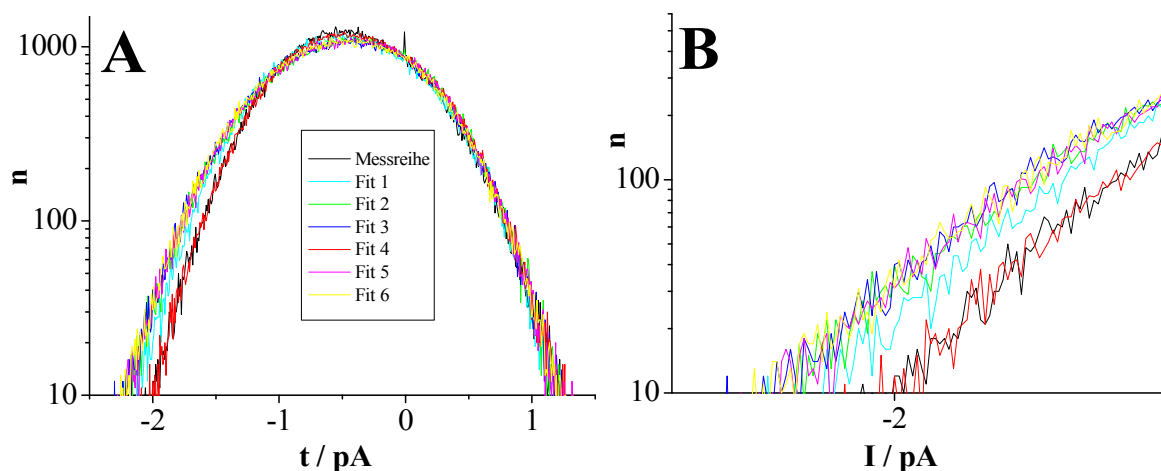 A
B
1000
100
10
n
Messreihe
Fit 1
Fit 2
Fit 3
Fit 4
Fit 5
Fit 6
-2
-1
0
1
t / pA
n
100
10
-2
I / pA